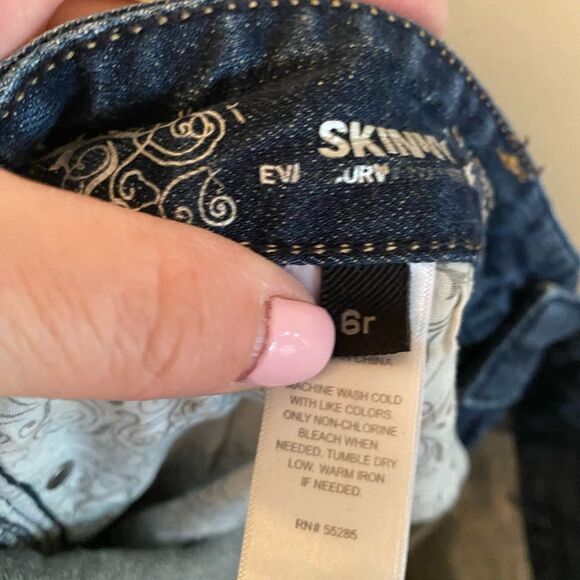 SKINNY
6r
CHINA
MACHINE WASH COLD
WITH LIKE COLORS.
ONLY NON-CHLORINE
BLEACH WHEN
NEEDED. TUMBLE DRY
LOW. WARM IRON
IF NEEDED.
RN# 55285